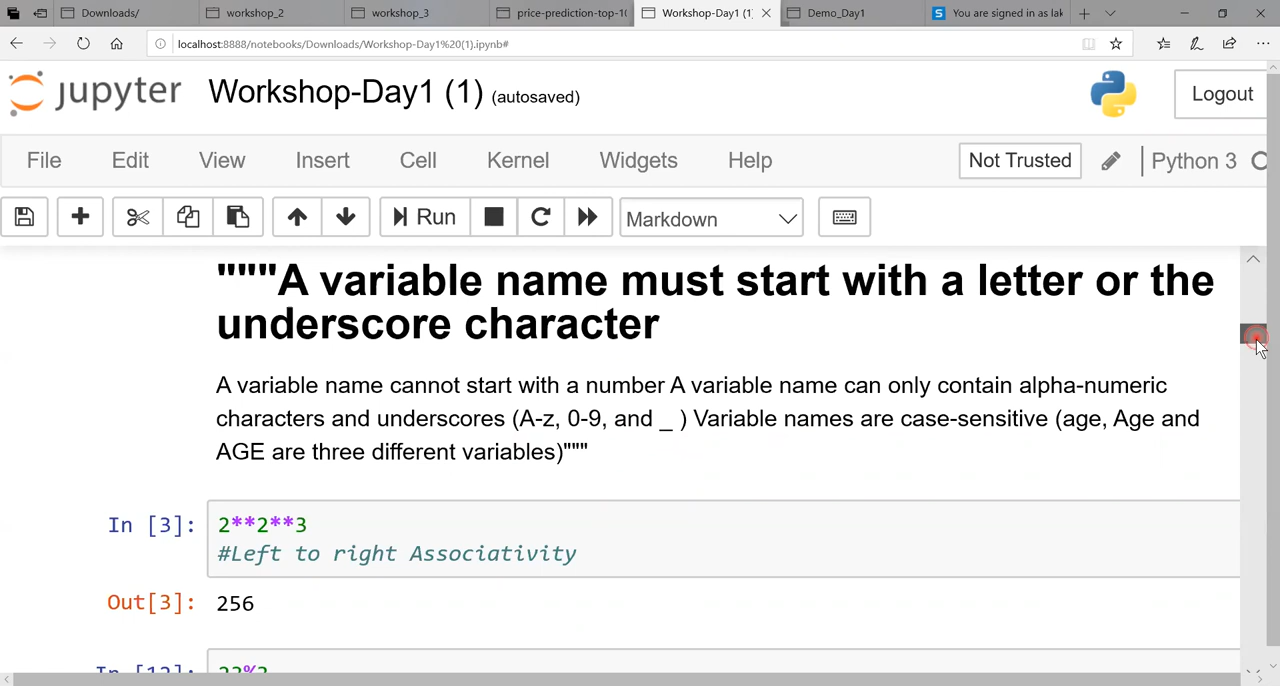 Downloads/
workshop_2
workshop_3
price-prediction-top-1(
Workshop-Day1 (1)
Demo_Day1
S
You are signed in as lak
localhost:8888/notebooks/Downloads/Workshop-Day1%20(1).ipynb#
jupyter
Workshop-Day1 (1) (autosaved)
Logout
File Edit View Insert Cell Kernel Widgets Help
Not Trusted
Python 3
Run
Markdown
"""A variable name must start with a letter or the
underscore character
A variable name cannot start with a number A variable name can only contain alpha-numeric
characters and underscores (A-z, 0-9, and _ ) Variable names are case-sensitive (age, Age and
AGE are three different variables)"""
In [3]: 2**2**3
#Left to right Associativity
Out[3]: 256